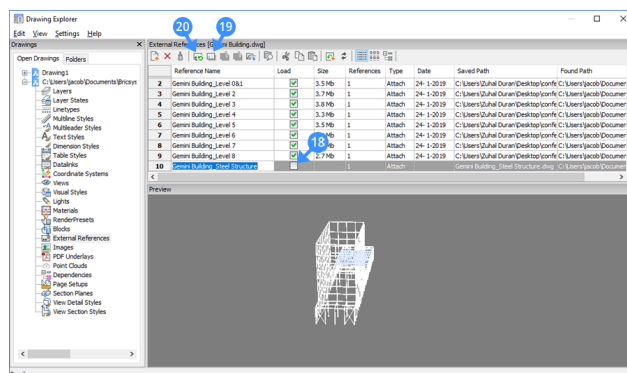 Drawing Explorer
20 19
Edit View Settings Help
Drawings
External References [Gemini Building.dwg]
Open Drawings Folders
Drawing1
C:\Users\jacob\Documents\Bricsys
Layers
Layer States
Linetypes
Multiline Styles
Multileader Styles
Text Styles
Dimension Styles
Table Styles
Datalinks
Coordinate Systems
Views
Visual Styles
Lights
Materials
RenderPresets
Blocks
External References
Images
PDF Underlays
Point Clouds
Dependencies
Page Setups
Section Planes
View Detail Styles
View Section Styles
Reference Name Load Size References Type Date Saved Path Found Path
2 Gemini Building_Level 0&1 3.5 Mb 1 Attach 24- 1-2019 C:\Users\Zuhal Duran\Desktop\confe C:\Users\jacob\Documen
3 Gemini Building_Level 2 3.7 Mb 1 Attach 24- 1-2019 C:\Users\Zuhal Duran\Desktop\confe C:\Users\jacob\Documen
4 Gemini Building_Level 3 3.8 Mb 1 Attach 24- 1-2019 C:\Users\Zuhal Duran\Desktop\confe C:\Users\jacob\Documen
5 Gemini Building_Level 4 3.3 Mb 1 Attach 24- 1-2019 C:\Users\Zuhal Duran\Desktop\confe C:\Users\jacob\Documen
6 Gemini Building_Level 5 3.5 Mb 1 Attach 24- 1-2019 C:\Users\Zuhal Duran\Desktop\confe C:\Users\jacob\Documen
7 Gemini Building_Level 6 Mb 1 Attach 24- 1-2019 C:\Users\Zuhal Duran\Desktop\confe C:\Users\jacob\Documen
8 Gemini Building_Level 7 18 Mb 1 Attach 24- 1-2019 C:\Users\Zuhal Duran\Desktop\confe C:\Users\jacob\Documen
9 Gemini Building_Level 8 2.7 Mb 1 Attach 24- 1-2019 C:\Users\Zuhal Duran\Desktop\confe C:\Users\jacob\Documen
10 Gemini Building_Steel Structure 1 Attach Gemini Building_Steel Structure.dwg C:\Users\jacob\Documen
Preview